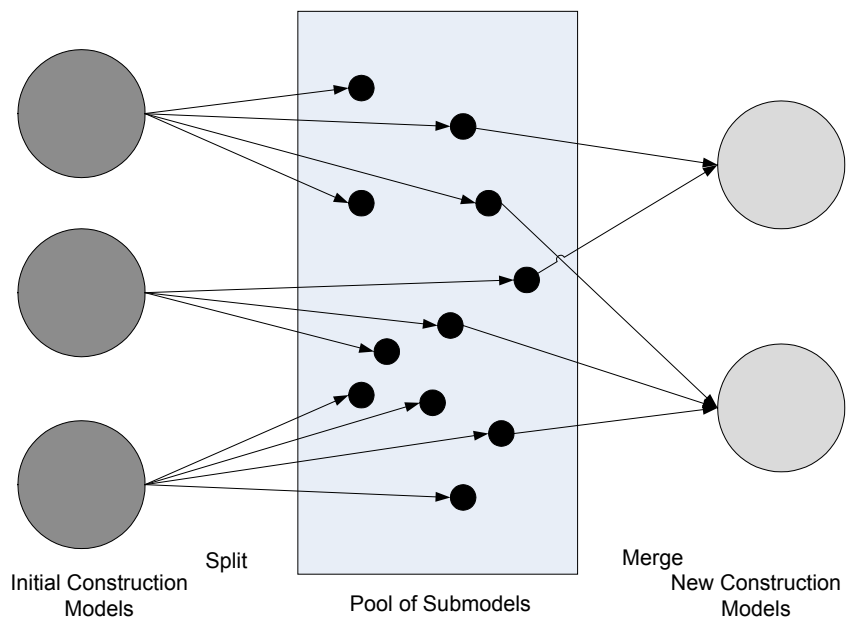 Split
Merge
Initial Construction
Models
Pool of Submodels
New Construction
Models